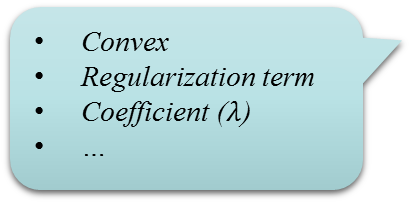 • Convex
• Regularization term
• Coefficient (λ)
• …